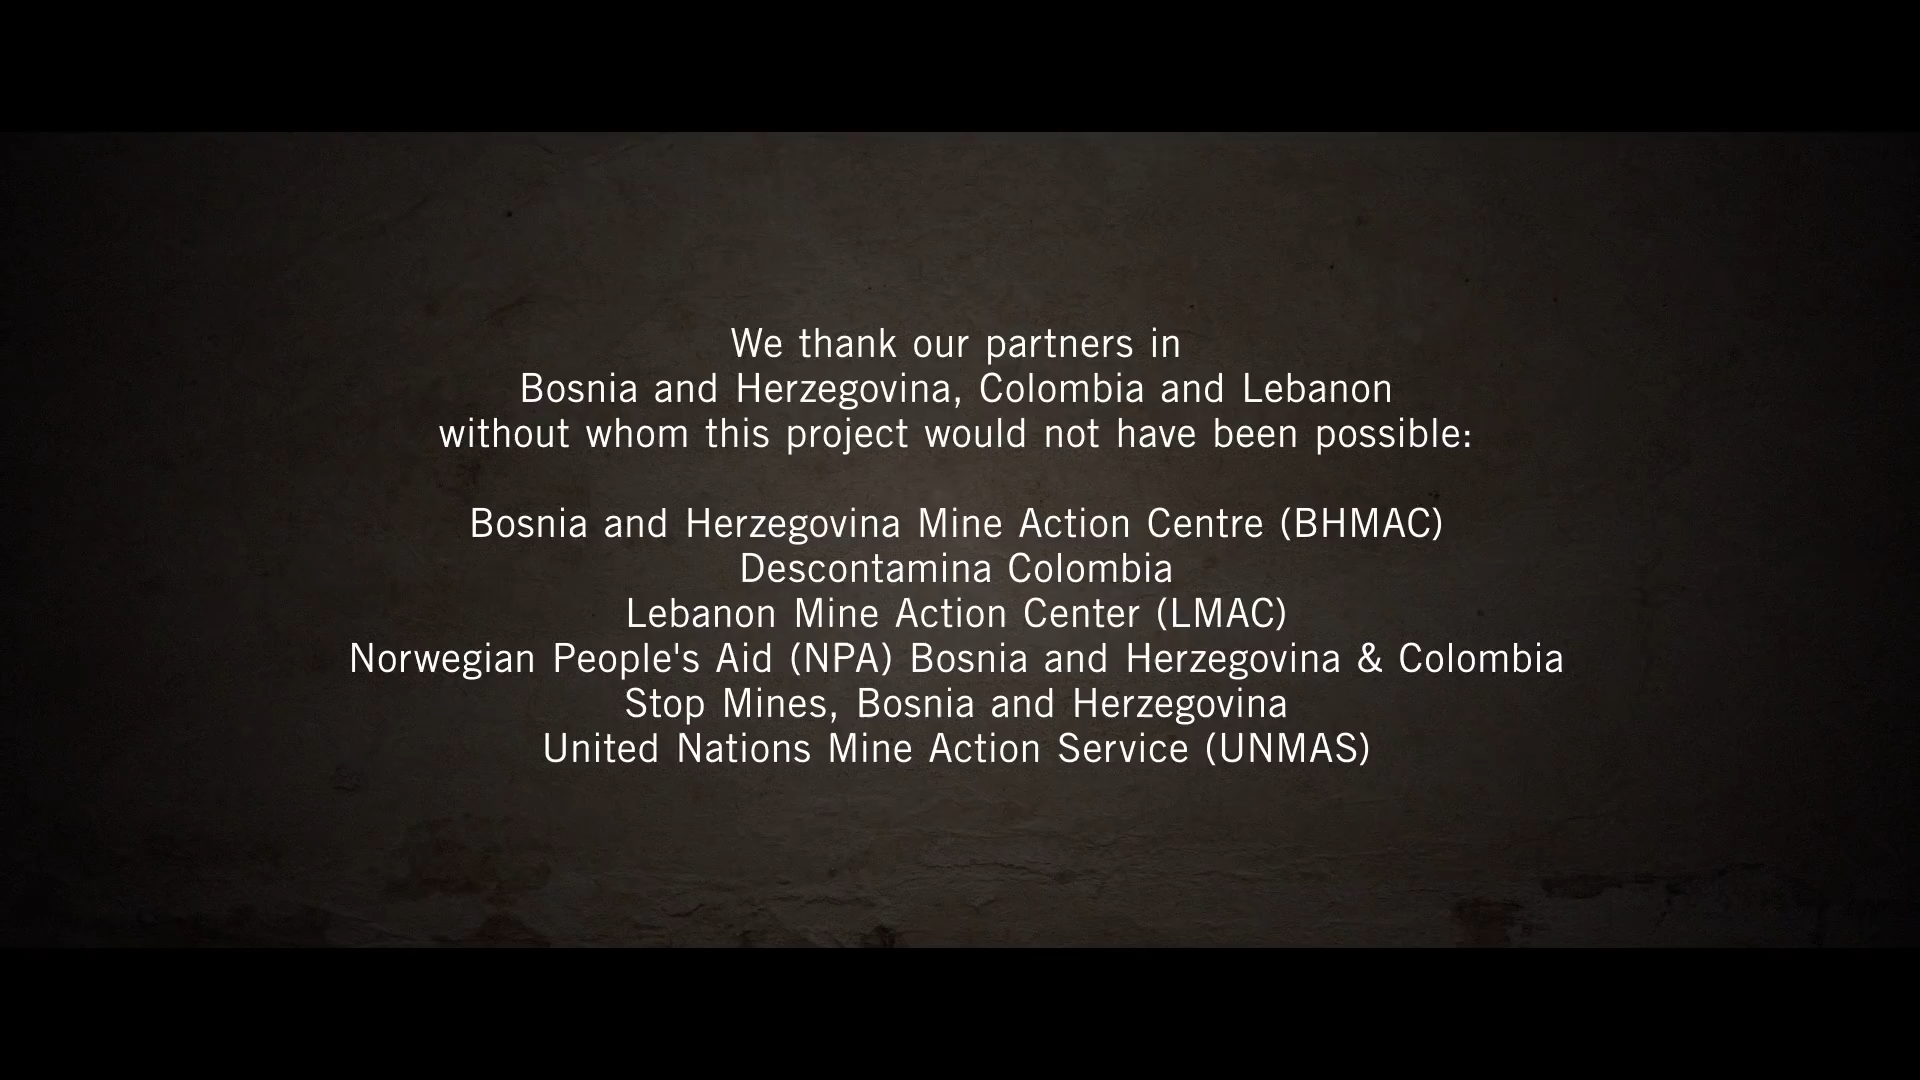 We thank our partners in
Bosnia and Herzegovina, Colombia and Lebanon
without whom this project would not have been possible:
Bosnia and Herzegovina Mine Action Centre (BHMAC)
Descontamina Colombia
Lebanon Mine Action Center (LMAC)
Norwegian People's Aid (NPA) Bosnia and Herzegovina & Colombia
Stop Mines, Bosnia and Herzegovina
United Nations Mine Action Service (UNMAS)